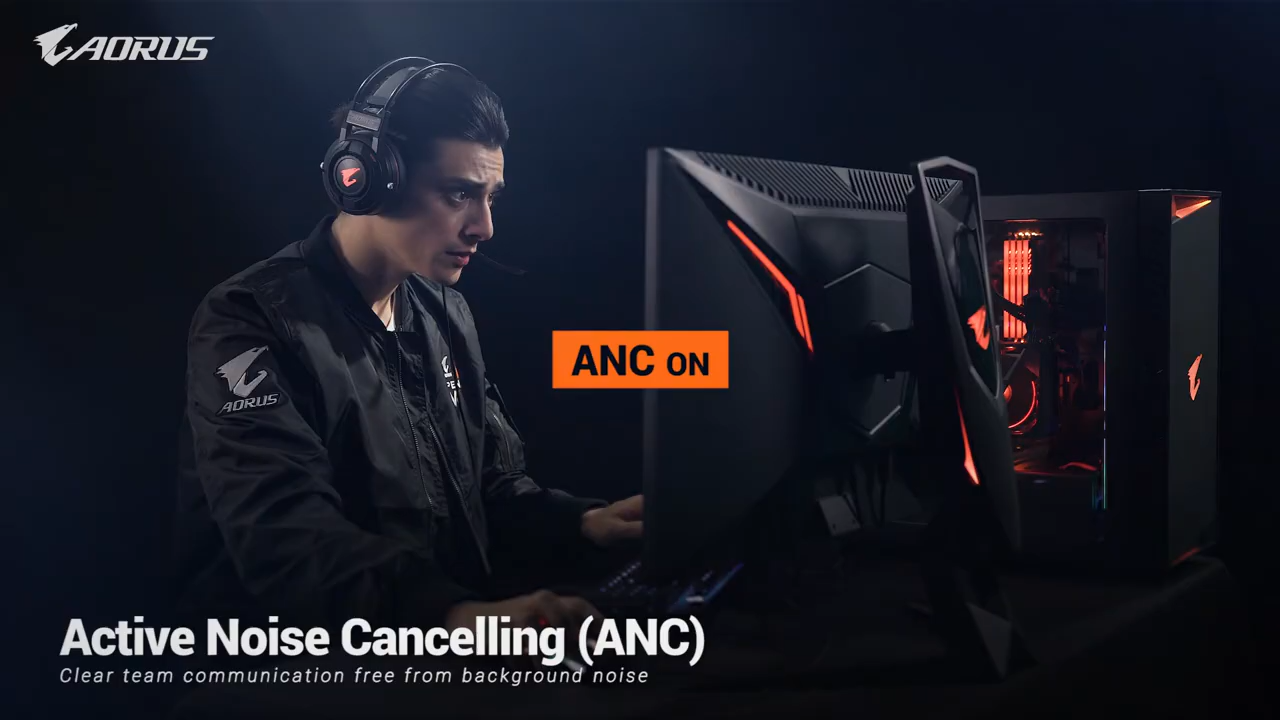 AORUS
ANC ON
AORUS
Active Noise Cancelling (ANC)
Clear team communication free from background noise